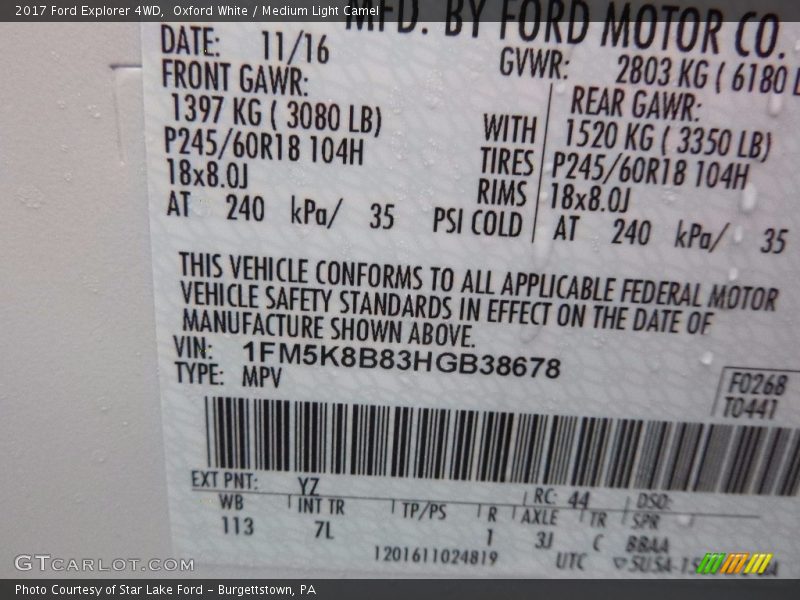 2017 Ford Explorer 4WD,  Oxford White / Medium Light Camel
MFD. BY FORD MOTOR CO.
DATE: 11/16
GVWR: 2803 KG ( 6180
FRONT GAWR:
1397 KG ( 3080 LB)
P245/60R18 104H
18x8.0J
AT 240 kPa/ 35 PSI COLD
WITH
TIRES
RIMS
REAR GAWR:
1520 KG ( 3350 LB)
P245/60R18 104H
18x8.0J
AT 240 kPa/ 35
THIS VEHICLE CONFORMS TO ALL APPLICABLE FEDERAL MOTOR
VEHICLE SAFETY STANDARDS IN EFFECT ON THE DATE OF
MANUFACTURE SHOWN ABOVE.
VIN: 1FM5K8B83HGB38678
TYPE: MPV
F0268
T0441
EXT PNT: YZ RC: 44 DSO:
WB INT TR TP/PS R AXLE TR SPR
113 7L 1 3J C BBAA
1201611024819 UTC
GTCARLOT.COM
Photo Courtesy of Star Lake Ford – Burgettstown, PA